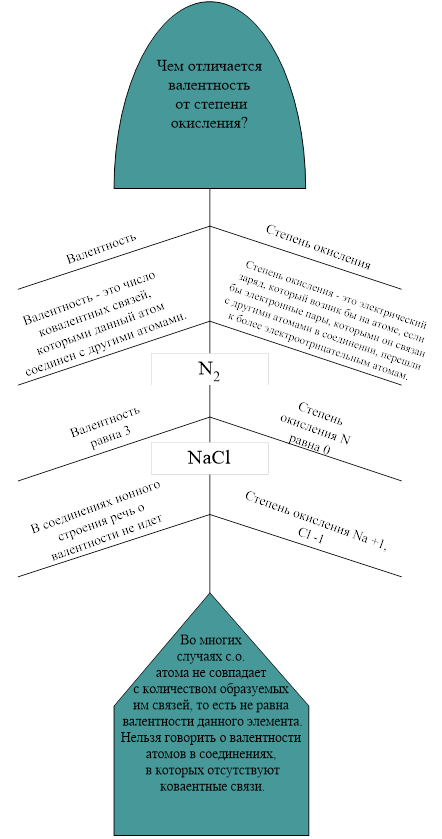 Чем отличается
валентность
от степени
окисления?
Валентность
Степень окисления
Валентность - это число
ковалентных связей,
которыми данный атом
соединен с другими атомами.
Степень окисления - это электрический
заряд, который возник бы на атоме, если
бы электронные пары, которыми он связан
с другими атомами в соединении, перешли
к более электроотрицательным атомам.
N₂
Валентность
равна 3
Степень
окисления N
равна 0
NaCl
В соединениях ионного
строения речь о
валентности не идет
Степень окисления Na +1,
Cl -1
Во многих
случаях с.о.
атома не совпадает
с количеством образуемых
им связей, то есть не равна
валентности данного элемента.
Нельзя говорить о валентности
атомов в соединениях,
в которых отсутствуют
коваентные связи.